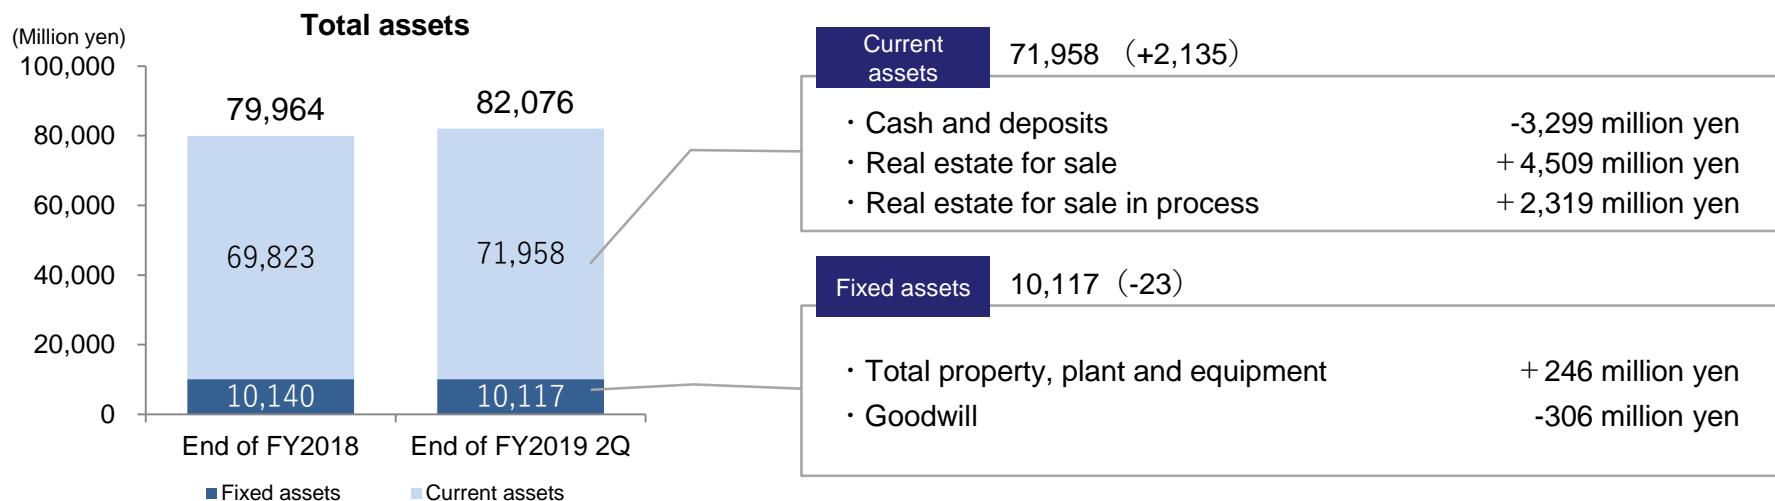 Total assets
(Million yen)
100,000
80,000
60,000
40,000
20,000
0
79,964
82,076
69,823
71,958
10,140
10,117
End of FY2018
End of FY2019 2Q
Fixed assets
Current assets
Current
assets
71,958 （+2,135）
・Cash and deposits -3,299 million yen
・Real estate for sale ＋4,509 million yen
・Real estate for sale in process ＋2,319 million yen
Fixed assets
10,117（-23）
・Total property, plant and equipment ＋246 million yen
・Goodwill -306 million yen